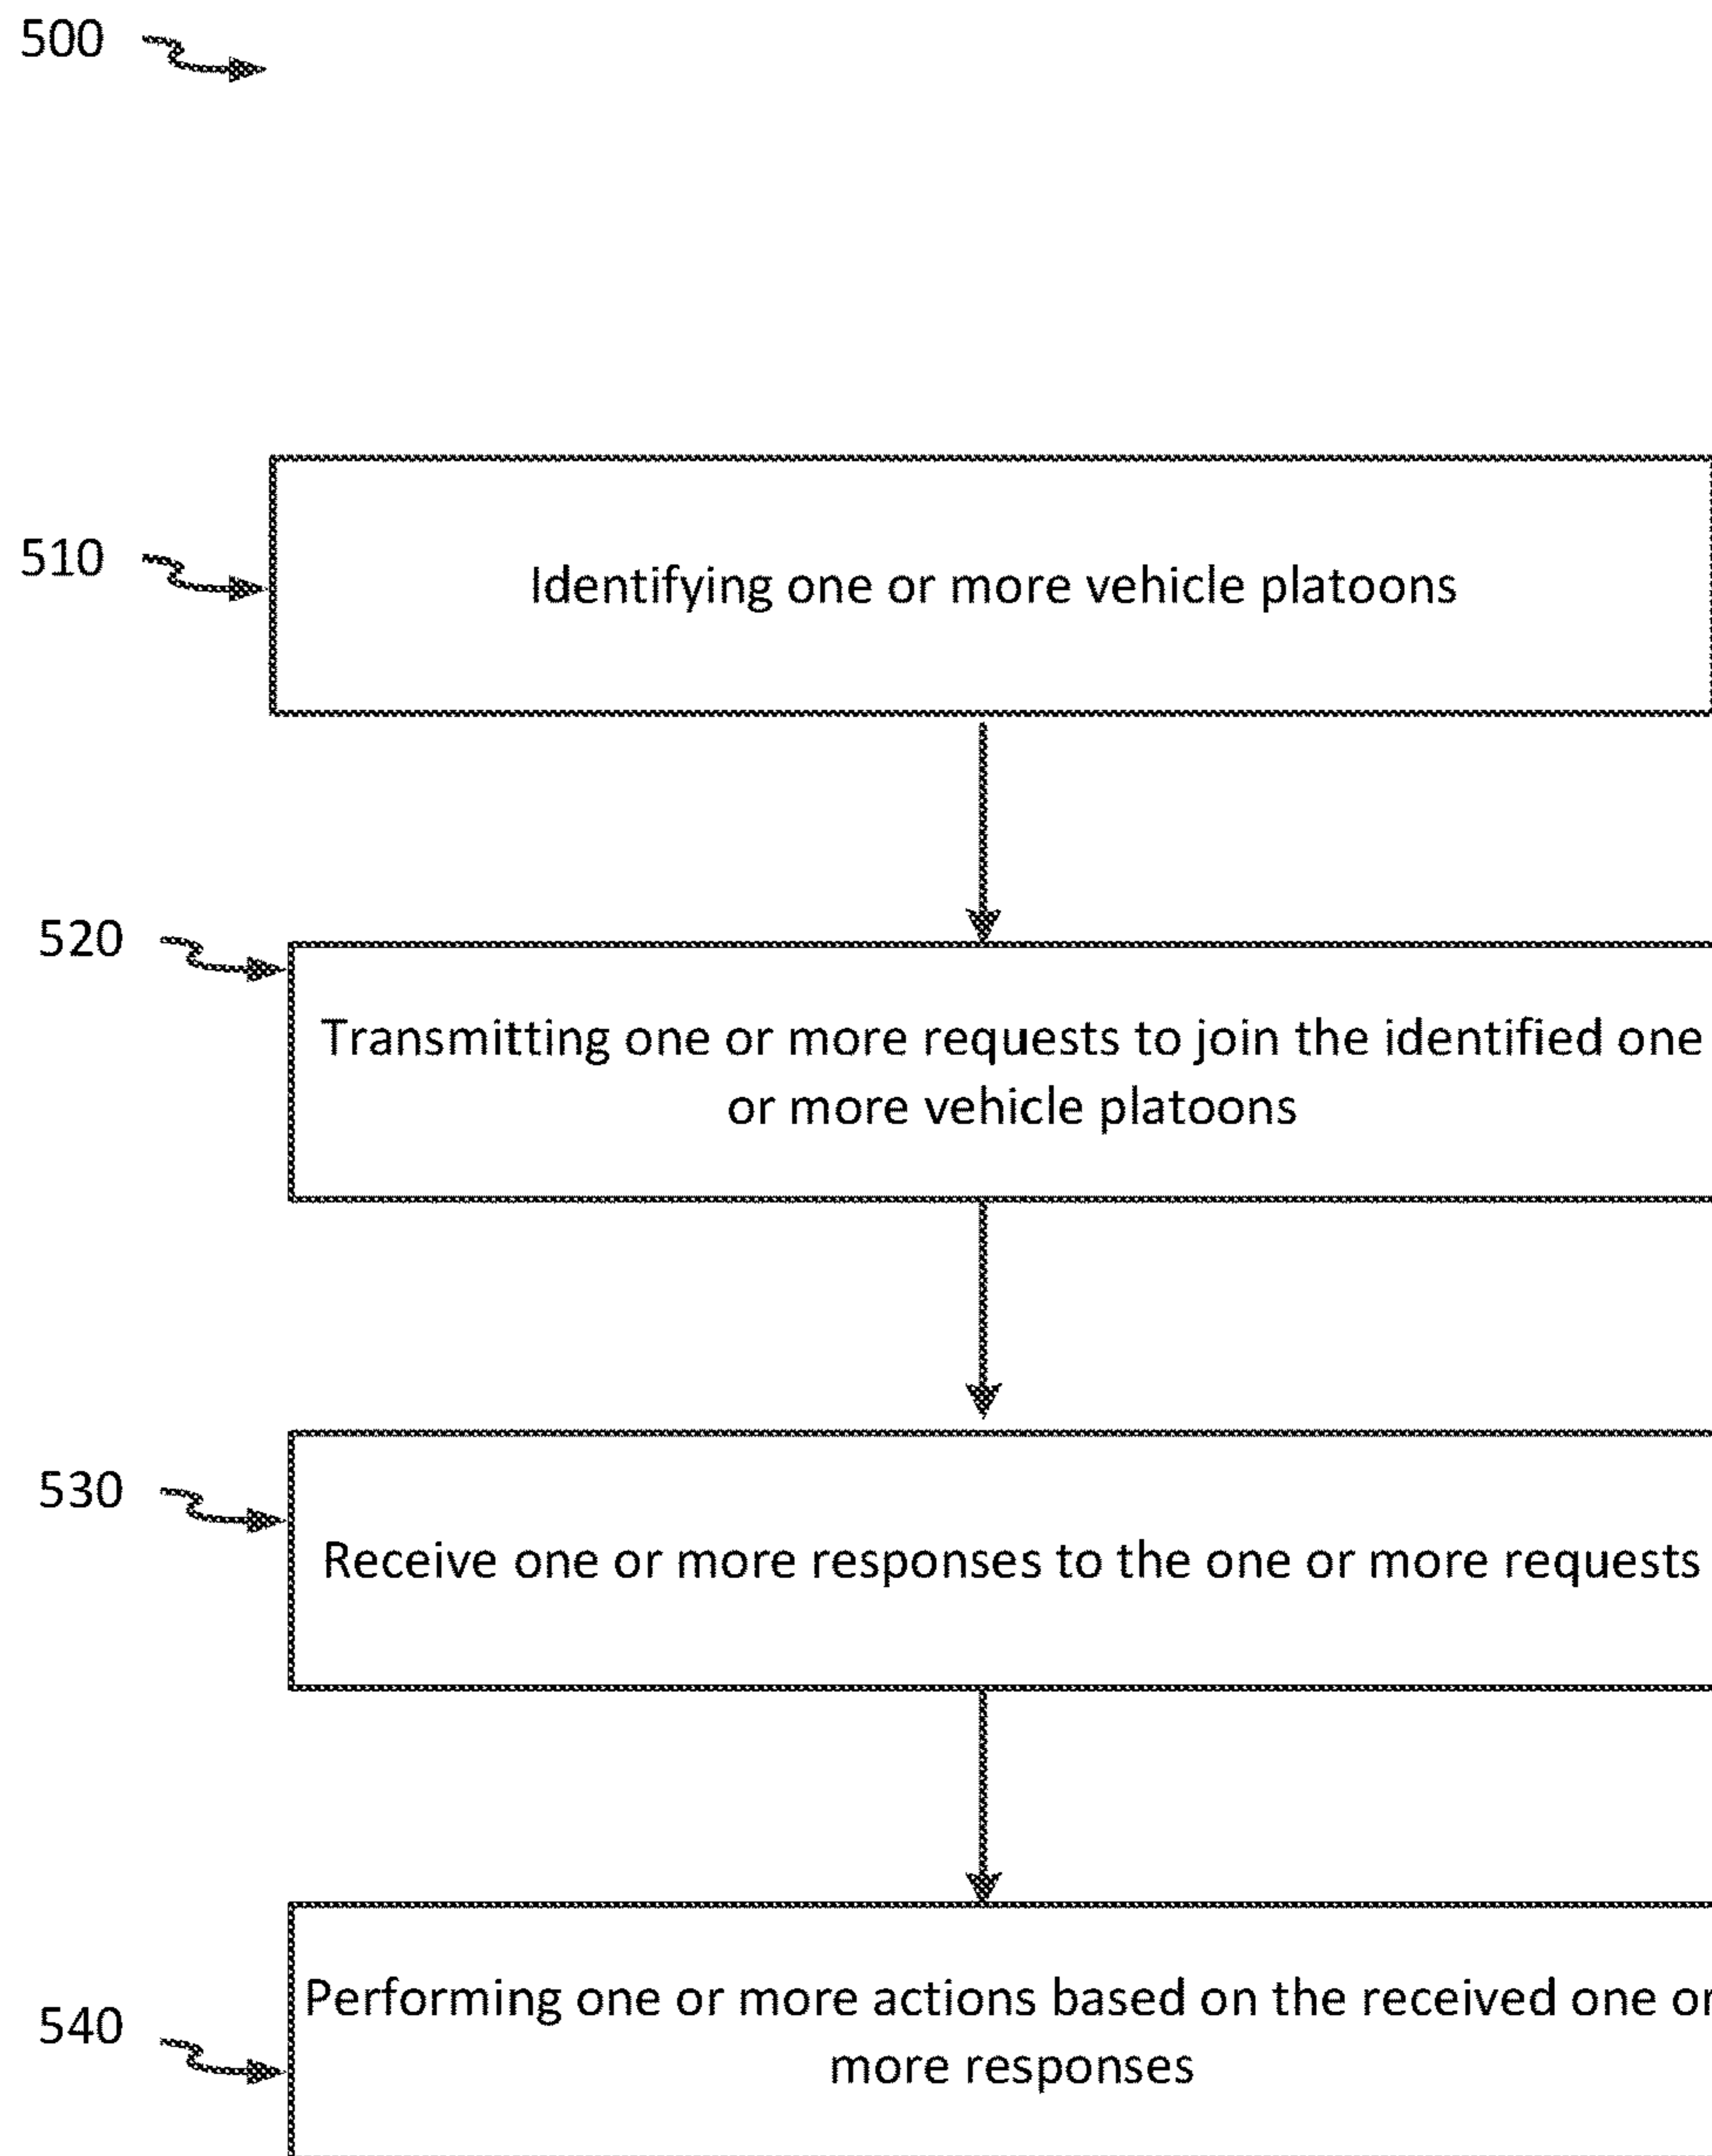 500
510
Identifying one or more vehicle platoons
520
Transmitting one or more requests to join the identified one
or more vehicle platoons
530
Receive one or more responses to the one or more requests
540
Performing one or more actions based on the received one or
more responses